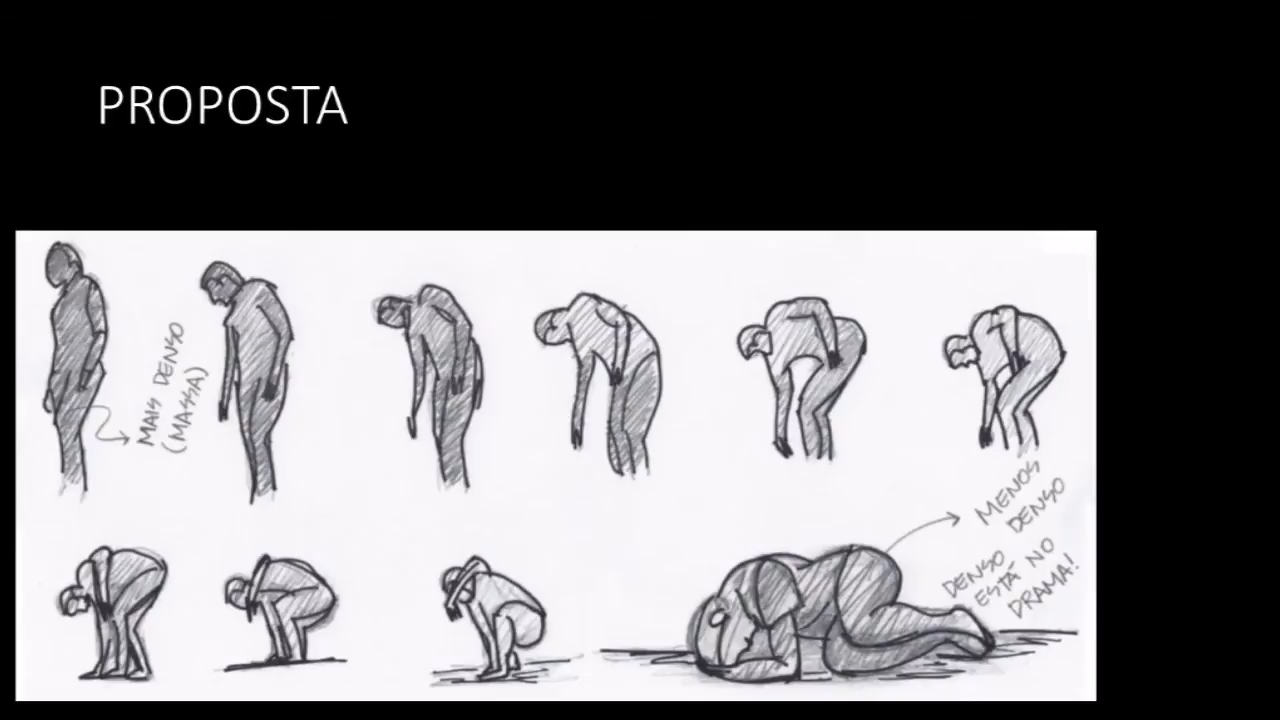 PROPOSTA
MAIS DENSO
(MASSA)
MENOS
DENSO
DENSO
ESTÁ NO
DRAMA!